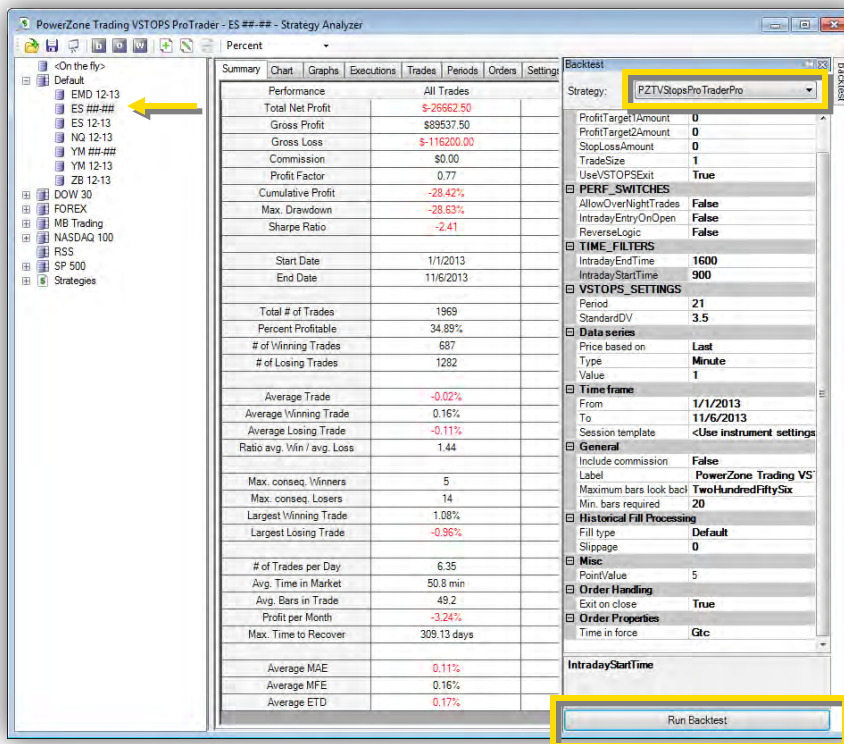 PowerZone Trading VSTOPS ProTrader - ES ##-## - Strategy Analyzer
Percent
<On the fly>
Default
EMD 12-13
ES ##-##
ES 12-13
NQ 12-13
YM ##-##
YM 12-13
ZB 12-13
DOW 30
FOREX
MB Trading
NASDAQ 100
RSS
SP 500
Strategies
Summary Chart Graphs Executions Trades Periods Orders Settings
Performance All Trades
Total Net Profit $-26662.50
Gross Profit $89537.50
Gross Loss $-116200.00
Commission $0.00
Profit Factor 0.77
Cumulative Profit -28.42%
Max. Drawdown -28.63%
Sharpe Ratio -2.41
Start Date 1/1/2013
End Date 11/6/2013
Total # of Trades 1969
Percent Profitable 34.89%
# of Winning Trades 687
# of Losing Trades 1282
Average Trade -0.02%
Average Winning Trade 0.16%
Average Losing Trade -0.11%
Ratio avg. Win / avg. Loss 1.44
Max. conseq. Winners 5
Max. conseq. Losers 14
Largest Winning Trade 1.08%
Largest Losing Trade -0.96%
# of Trades per Day 6.35
Avg. Time in Market 50.8 min
Avg. Bars in Trade 49.2
Profit per Month -3.24%
Max. Time to Recover 309.13 days
Average MAE 0.11%
Average MFE 0.16%
Average ETD 0.17%
Backtest
Strategy: PZTVStopsProTraderPro
ProfitTarget1Amount 0
ProfitTarget2Amount 0
StopLossAmount 0
TradeSize 1
UseVSTOPSExit True
PERF_SWITCHES
AllowOverNightTrades False
IntradayEntryOnOpen False
ReverseLogic False
TIME_FILTERS
IntradayEndTime 1600
IntradayStartTime 900
VSTOPS_SETTINGS
Period 21
StandardDV 3.5
Data series
Price based on Last
Type Minute
Value 1
Time frame
From 1/1/2013
To 11/6/2013
Session template <Use instrument settings
General
Include commission False
Label PowerZone Trading VST
Maximum bars look back TwoHundredFiftySix
Min. bars required 20
Historical Fill Processing
Fill type Default
Slippage 0
Misc
PointValue 5
Order Handling
Exit on close True
Order Properties
Time in force Gtc
IntradayStartTime
Run Backtest
Backtest